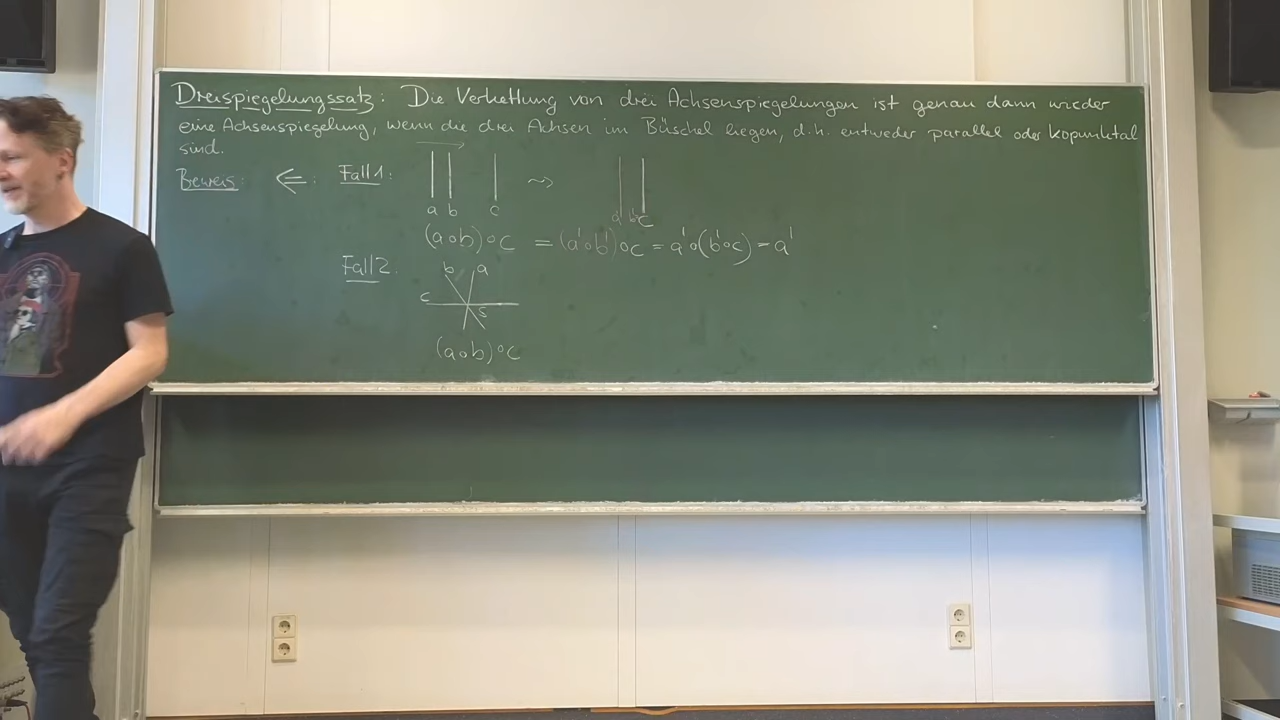 Dreispiegelungssatz: Die Verkettung von drei Achsenspiegelungen ist genau dann wieder
eine Achsenspiegelung, wenn die drei Achsen im Büschel liegen, d.h. entweder parallel oder kopunktal
sind.
Beweis: ⇐: Fall 1:
a b c ⇝ a' b' c
(a∘b)∘c = (a'∘b')∘c = a'∘(b'∘c) = a'
Fall 2:
b a
c
S
(a∘b)∘c